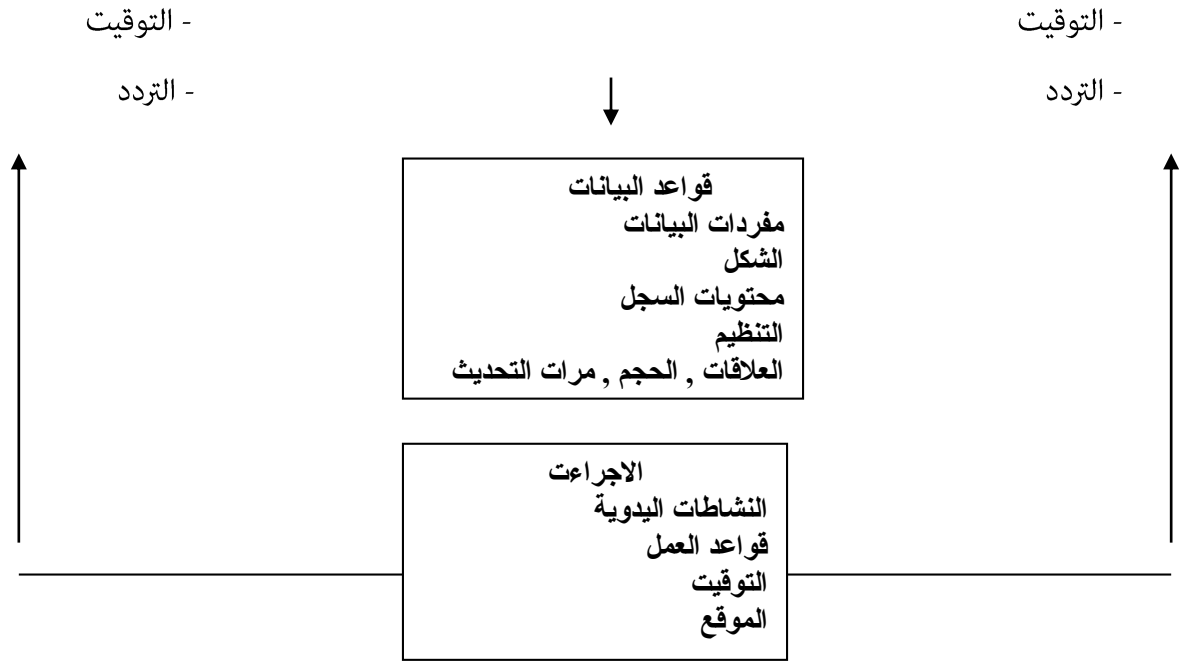 - التوقيت
- التوقيت
- التردد
- التردد
قواعد البيانات
مفردات البيانات
الشكل
محتويات السجل
التنظيم
العلاقات , الحجم , مرات التحديث
الاجراءت
النشاطات اليدوية
قواعد العمل
التوقيت
الموقع